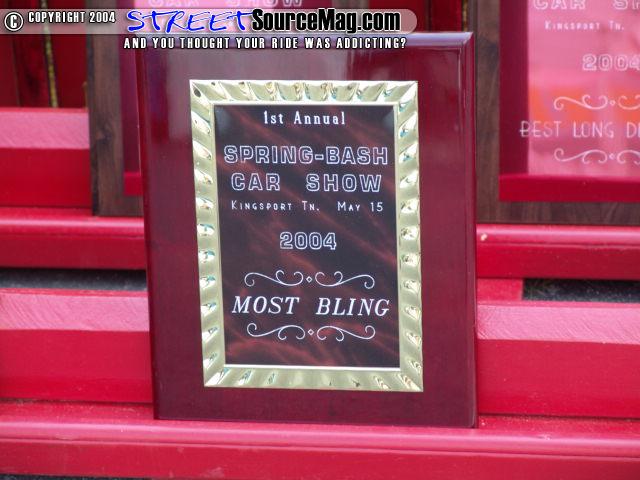 © COPYRIGHT 2004 STREETSourceMag.com
AND YOU THOUGHT YOUR RIDE WAS ADDICTING?
1st Annual
SPRING-BASH
CAR SHOW
Kingsport Tn. May 15
2004
MOST BLING
CAR SHOW
Kingsport Tn.
2004
BEST LONG